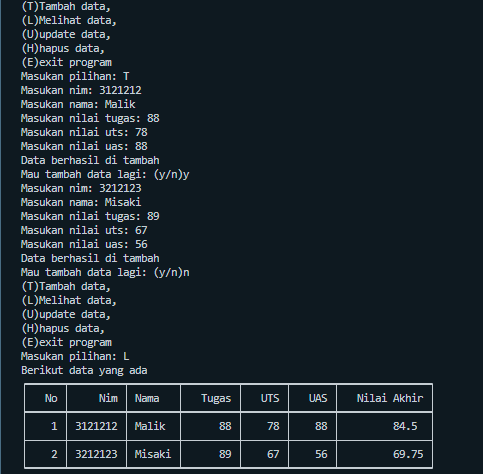 (T)Tambah data,
(L)Melihat data,
(U)update data,
(H)hapus data,
(E)exit program
Masukan pilihan: T
Masukan nim: 3121212
Masukan nama: Malik
Masukan nilai tugas: 88
Masukan nilai uts: 78
Masukan nilai uas: 88
Data berhasil di tambah
Mau tambah data lagi: (y/n)y
Masukan nim: 3212123
Masukan nama: Misaki
Masukan nilai tugas: 89
Masukan nilai uts: 67
Masukan nilai uas: 56
Data berhasil di tambah
Mau tambah data lagi: (y/n)n
(T)Tambah data,
(L)Melihat data,
(U)update data,
(H)hapus data,
(E)exit program
Masukan pilihan: L
Berikut data yang ada
No Nim Nama Tugas UTS UAS Nilai Akhir
1 3121212 Malik 88 78 88 84.5
2 3212123 Misaki 89 67 56 69.75